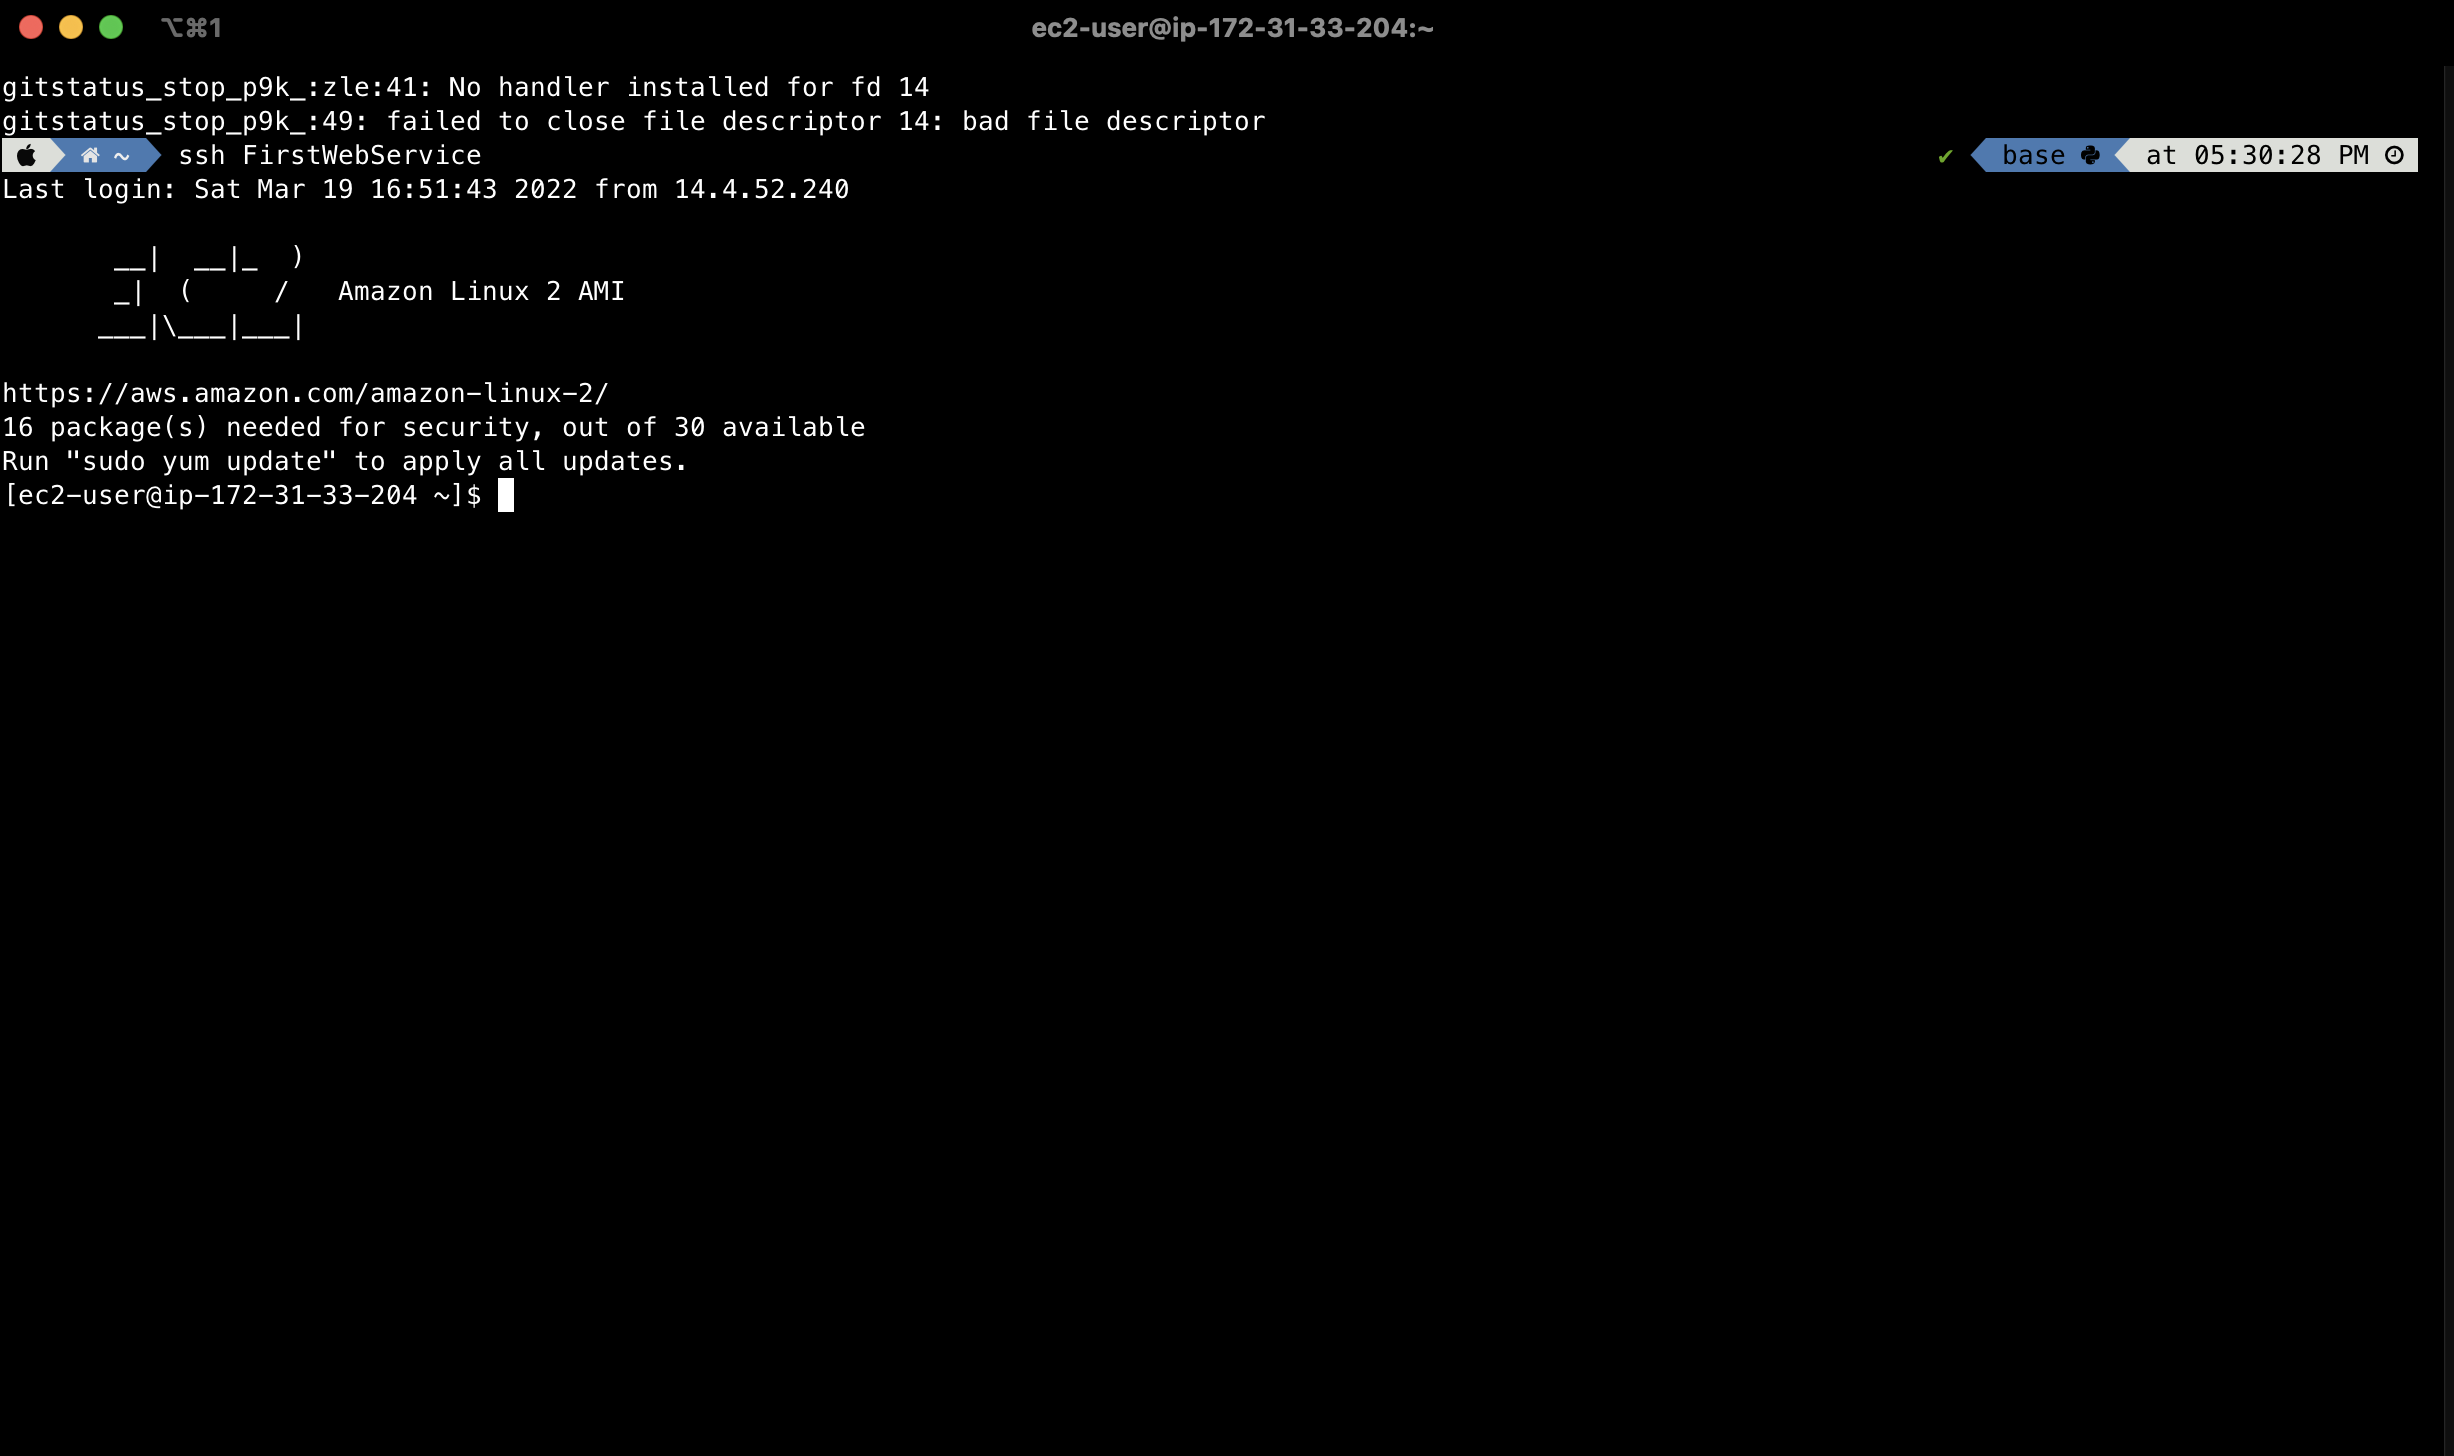 ⌥⌘1 ec2-user@ip-172-31-33-204:~
gitstatus_stop_p9k_:zle:41: No handler installed for fd 14
gitstatus_stop_p9k_:49: failed to close file descriptor 14: bad file descriptor
~ ssh FirstWebService ✔ base at 05:30:28 PM
Last login: Sat Mar 19 16:51:43 2022 from 14.4.52.240
       __|  __|_  )
       _|  (     /   Amazon Linux 2 AMI
      ___|\___|___|
https://aws.amazon.com/amazon-linux-2/
16 package(s) needed for security, out of 30 available
Run "sudo yum update" to apply all updates.
[ec2-user@ip-172-31-33-204 ~]$